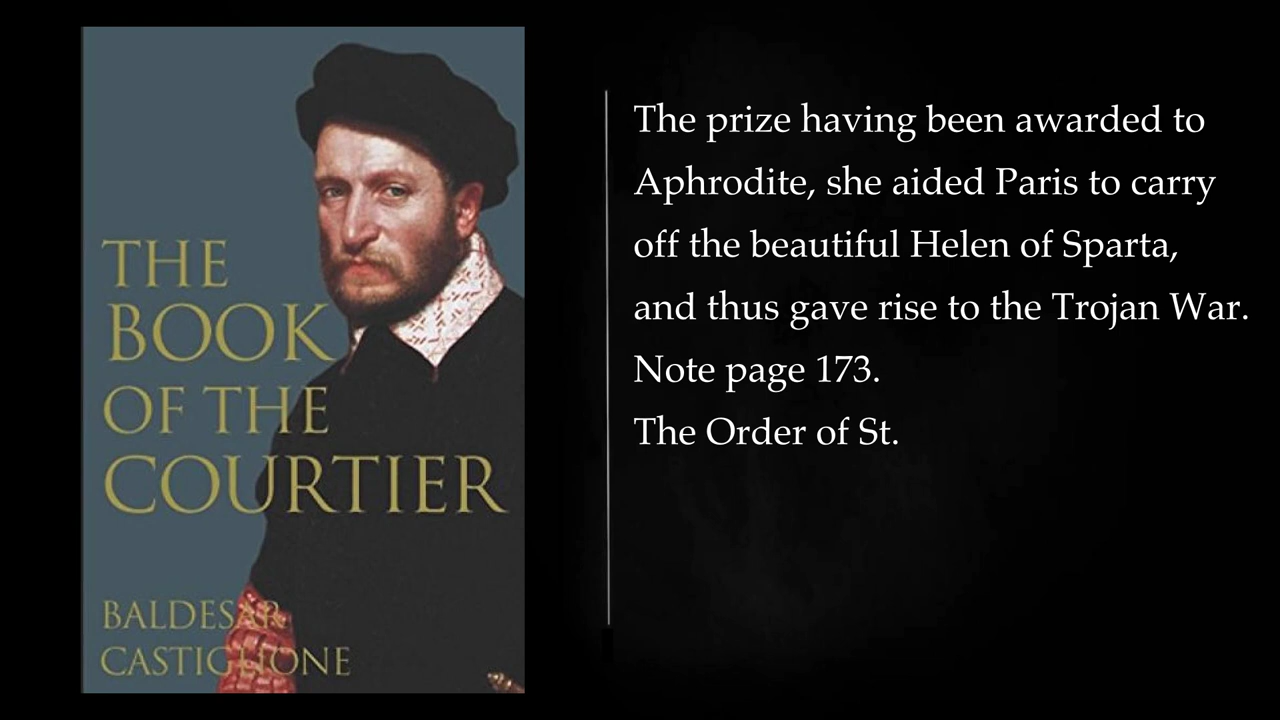 THE
BOOK
OF THE
COURTIER
BALDESAR
CASTIGLIONE
The prize having been awarded to
Aphrodite, she aided Paris to carry
off the beautiful Helen of Sparta,
and thus gave rise to the Trojan War.
Note page 173.
The Order of St.